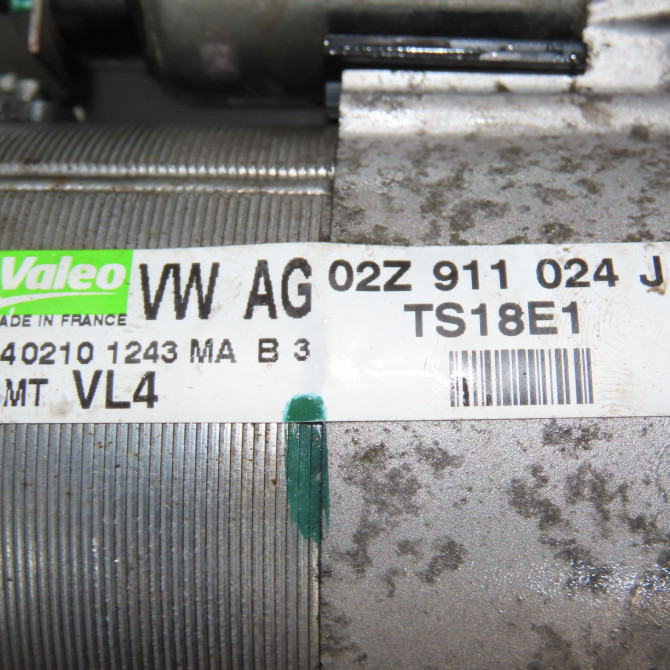 Valeo VW AG 02Z 911 024 J
ADE IN FRANCE TS18E1
40210 1243 MA B 3
MT VL4